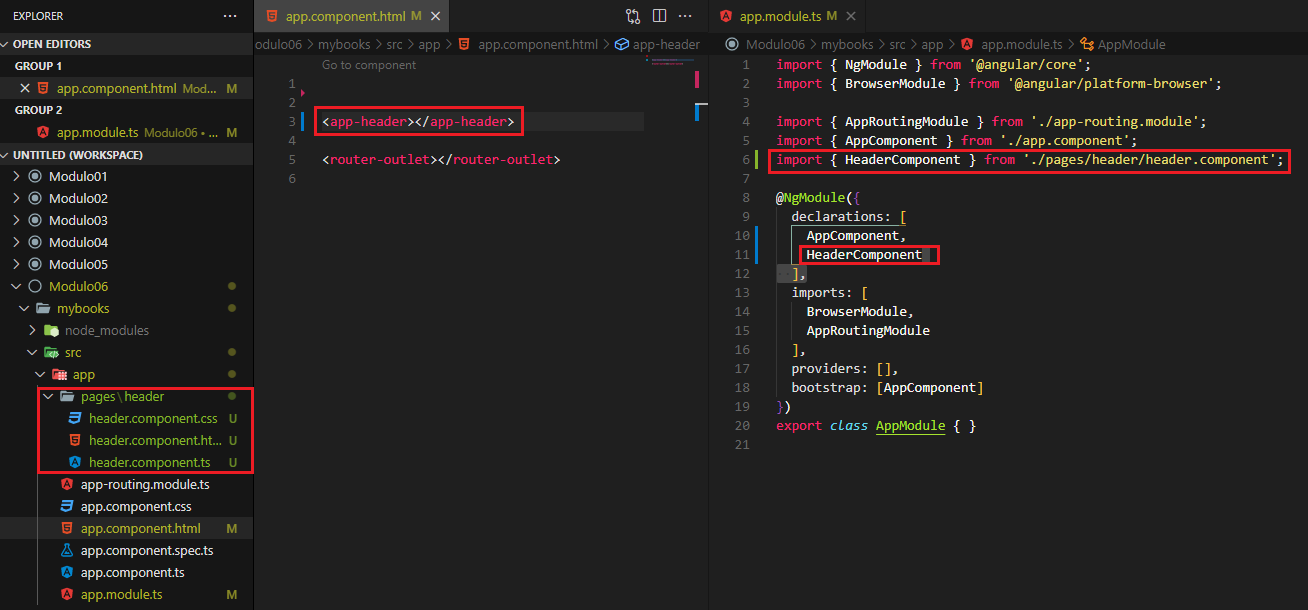 EXPLORER ...
OPEN EDITORS
GROUP 1
app.component.html Mod... M
GROUP 2
app.module.ts Modulo06 • ... M
UNTITLED (WORKSPACE)
Modulo01
Modulo02
Modulo03
Modulo04
Modulo05
Modulo06
mybooks
node_modules
src
app
pages\header
header.component.css U
header.component.ht... U
header.component.ts U
app-routing.module.ts
app.component.css
app.component.html M
app.component.spec.ts
app.component.ts
app.module.ts M
app.component.html M
odulo06 > mybooks > src > app > app.component.html > app-header
Go to component
1
2
3 <app-header></app-header>
4
5 <router-outlet></router-outlet>
6
app.module.ts M
Modulo06 > mybooks > src > app > app.module.ts > AppModule
1 import { NgModule } from '@angular/core';
2 import { BrowserModule } from '@angular/platform-browser';
3
4 import { AppRoutingModule } from './app-routing.module';
5 import { AppComponent } from './app.component';
6 import { HeaderComponent } from './pages/header/header.component';
7
8 @NgModule({
9 declarations: [
10 AppComponent,
11 HeaderComponent
12 ],
13 imports: [
14 BrowserModule,
15 AppRoutingModule
16 ],
17 providers: [],
18 bootstrap: [AppComponent]
19 })
20 export class AppModule { }
21